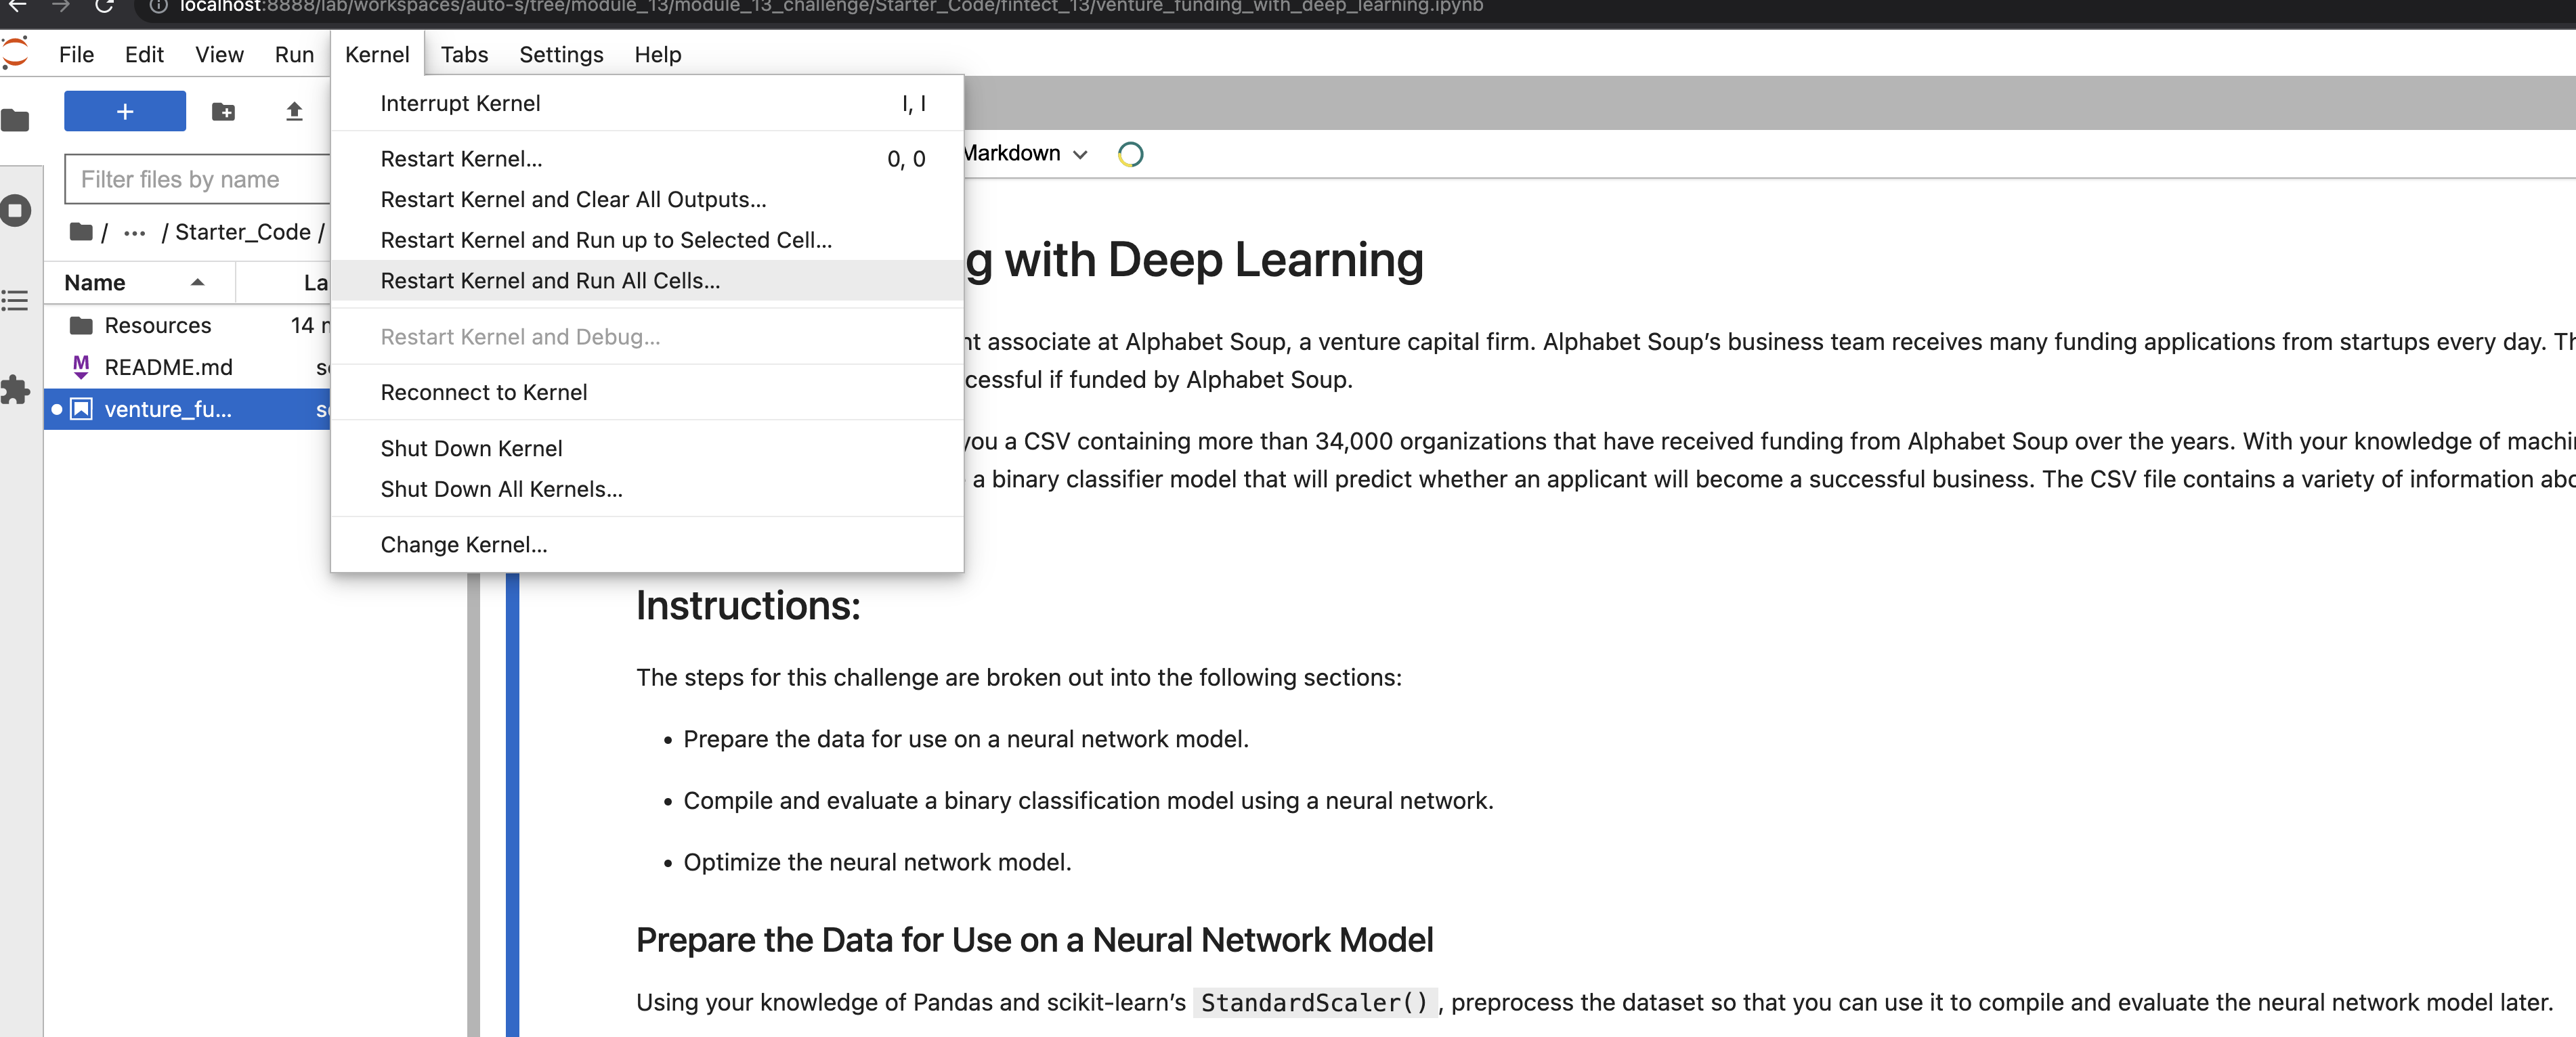 localhost:8888/lab/workspaces/auto-s/tree/module_13/module_13_challenge/Starter_Code/fintect_13/venture_funding_with_deep_learning.ipynb
File Edit View Run Kernel Tabs Settings Help
+
Interrupt Kernel I, I
Restart Kernel... 0, 0
Restart Kernel and Clear All Outputs...
Restart Kernel and Run up to Selected Cell...
Restart Kernel and Run All Cells...
Restart Kernel and Debug...
Reconnect to Kernel
Shut Down Kernel
Shut Down All Kernels...
Change Kernel...
Filter files by name
/ ... / Starter_Code /
Name La
Resources 14
M README.md
venture_fu...
Markdown
g with Deep Learning
nt associate at Alphabet Soup, a venture capital firm. Alphabet Soup’s business team receives many funding applications from startups every day. Th
cessful if funded by Alphabet Soup.
you a CSV containing more than 34,000 organizations that have received funding from Alphabet Soup over the years. With your knowledge of machi
a binary classifier model that will predict whether an applicant will become a successful business. The CSV file contains a variety of information abo
Instructions:
The steps for this challenge are broken out into the following sections:
• Prepare the data for use on a neural network model.
• Compile and evaluate a binary classification model using a neural network.
• Optimize the neural network model.
Prepare the Data for Use on a Neural Network Model
Using your knowledge of Pandas and scikit-learn’s StandardScaler(), preprocess the dataset so that you can use it to compile and evaluate the neural network model later.